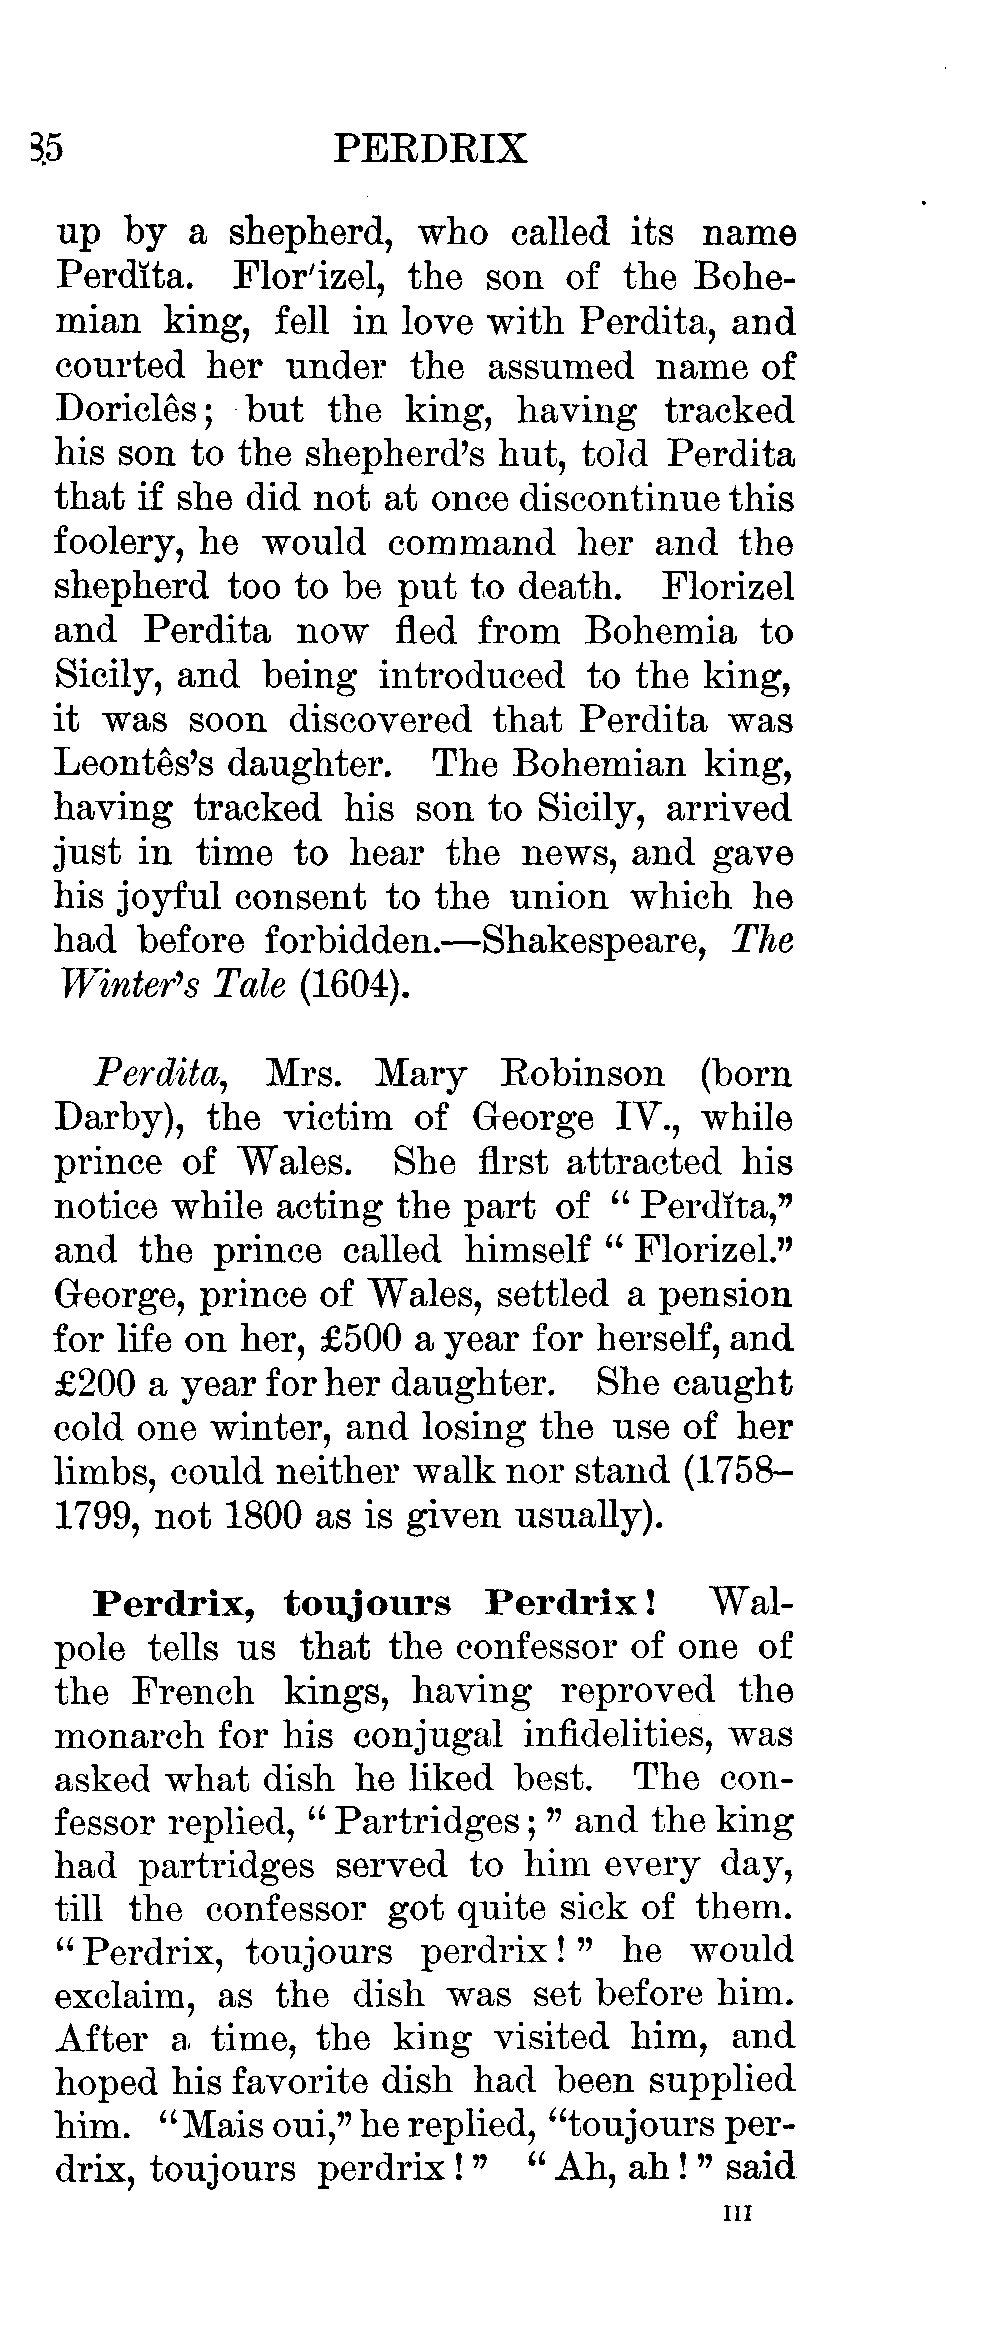 35 PERDRIX
up by a shepherd, who called its name
Perdĭta. Flor'izel, the son of the Bohe-
mian king, fell in love with Perdita, and
courted her under the assumed name of
Doriclês; but the king, having tracked
his son to the shepherd's hut, told Perdita
that if she did not at once discontinue this
foolery, he would command her and the
shepherd too to be put to death. Florizel
and Perdita now fled from Bohemia to
Sicily, and being introduced to the king,
it was soon discovered that Perdita was
Leontês's daughter. The Bohemian king,
having tracked his son to Sicily, arrived
just in time to hear the news, and gave
his joyful consent to the union which he
had before forbidden.—Shakespeare, The
Winter's Tale (1604).
Perdita, Mrs. Mary Robinson (born
Darby), the victim of George IV., while
prince of Wales. She first attracted his
notice while acting the part of "Perdĭta,"
and the prince called himself "Florizel."
George, prince of Wales, settled a pension
for life on her, £500 a year for herself, and
£200 a year for her daughter. She caught
cold one winter, and losing the use of her
limbs, could neither walk nor stand (1758–
1799, not 1800 as is given usually).
Perdrix, toujours Perdrix! Wal-
pole tells us that the confessor of one of
the French kings, having reproved the
monarch for his conjugal infidelities, was
asked what dish he liked best. The con-
fessor replied, "Partridges;" and the king
had partridges served to him every day,
till the confessor got quite sick of them.
"Perdrix, toujours perdrix!" he would
exclaim, as the dish was set before him.
After a time, the king visited him, and
hoped his favorite dish had been supplied
him. "Mais oui," he replied, "toujours per-
drix, toujours perdrix!" "Ah, ah!" said
III